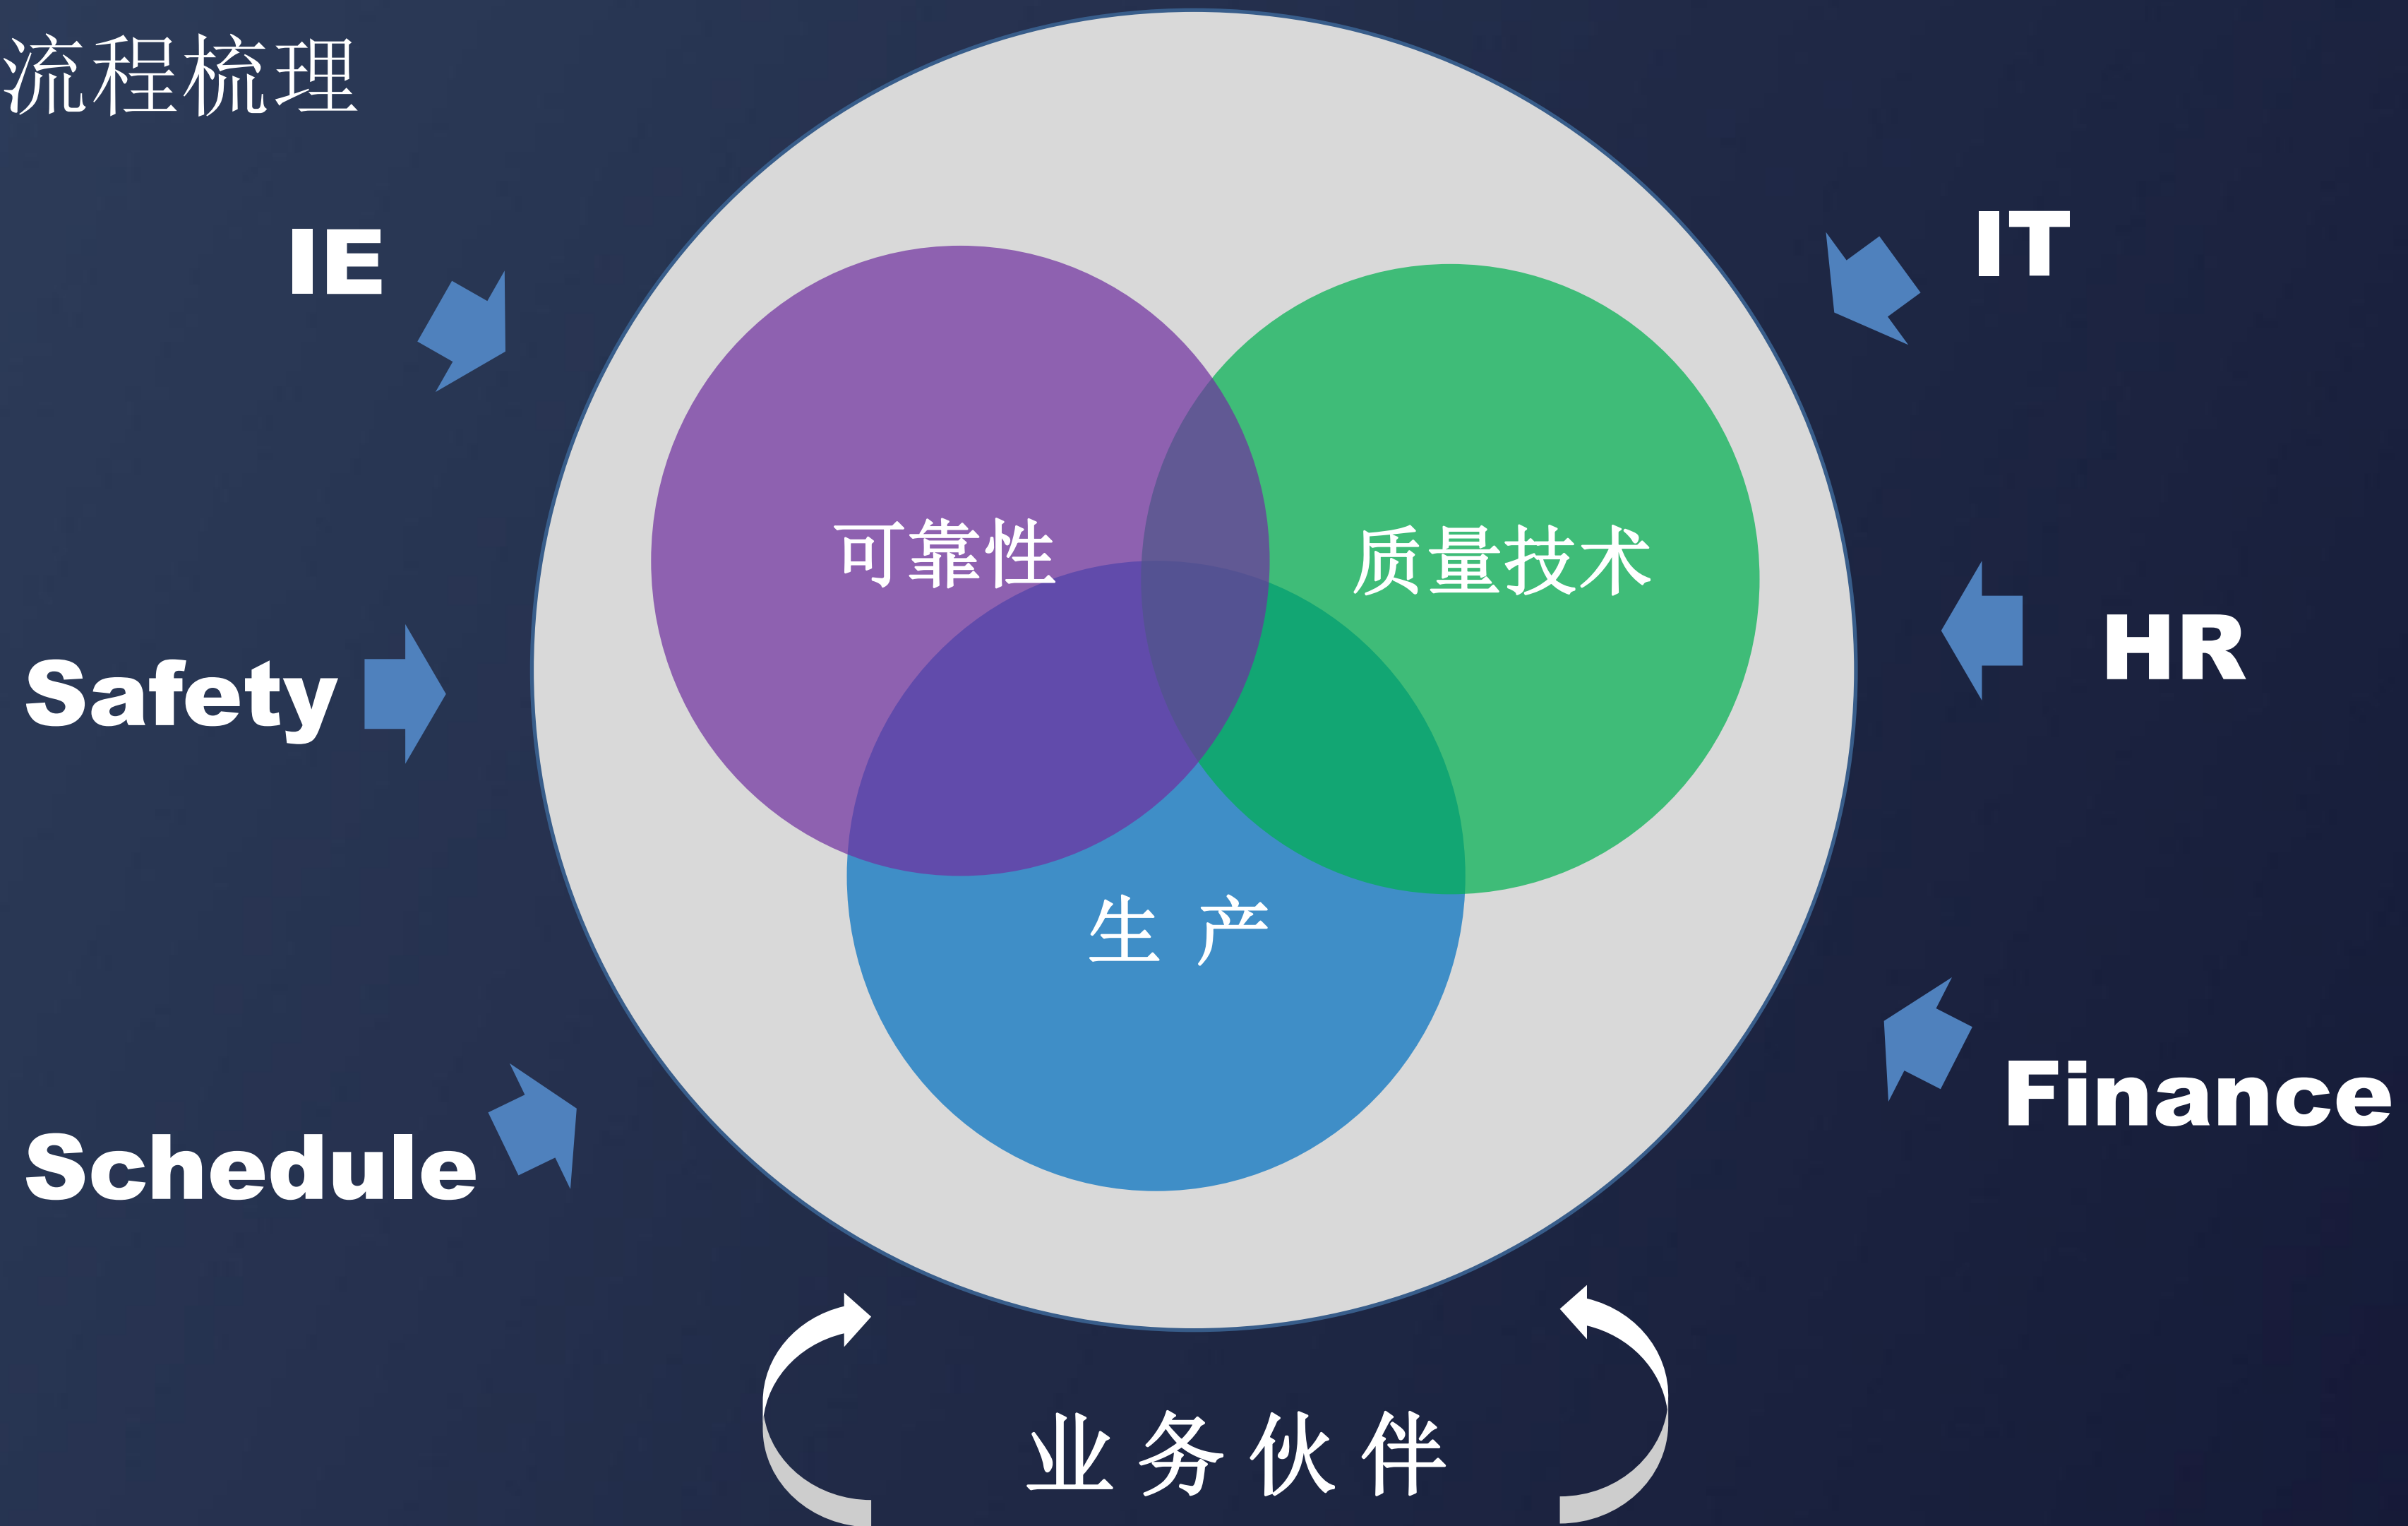 流程梳理
IE
IT
可靠性
质量技术
Safety
HR
生 产
Schedule
Finance
业务伙伴